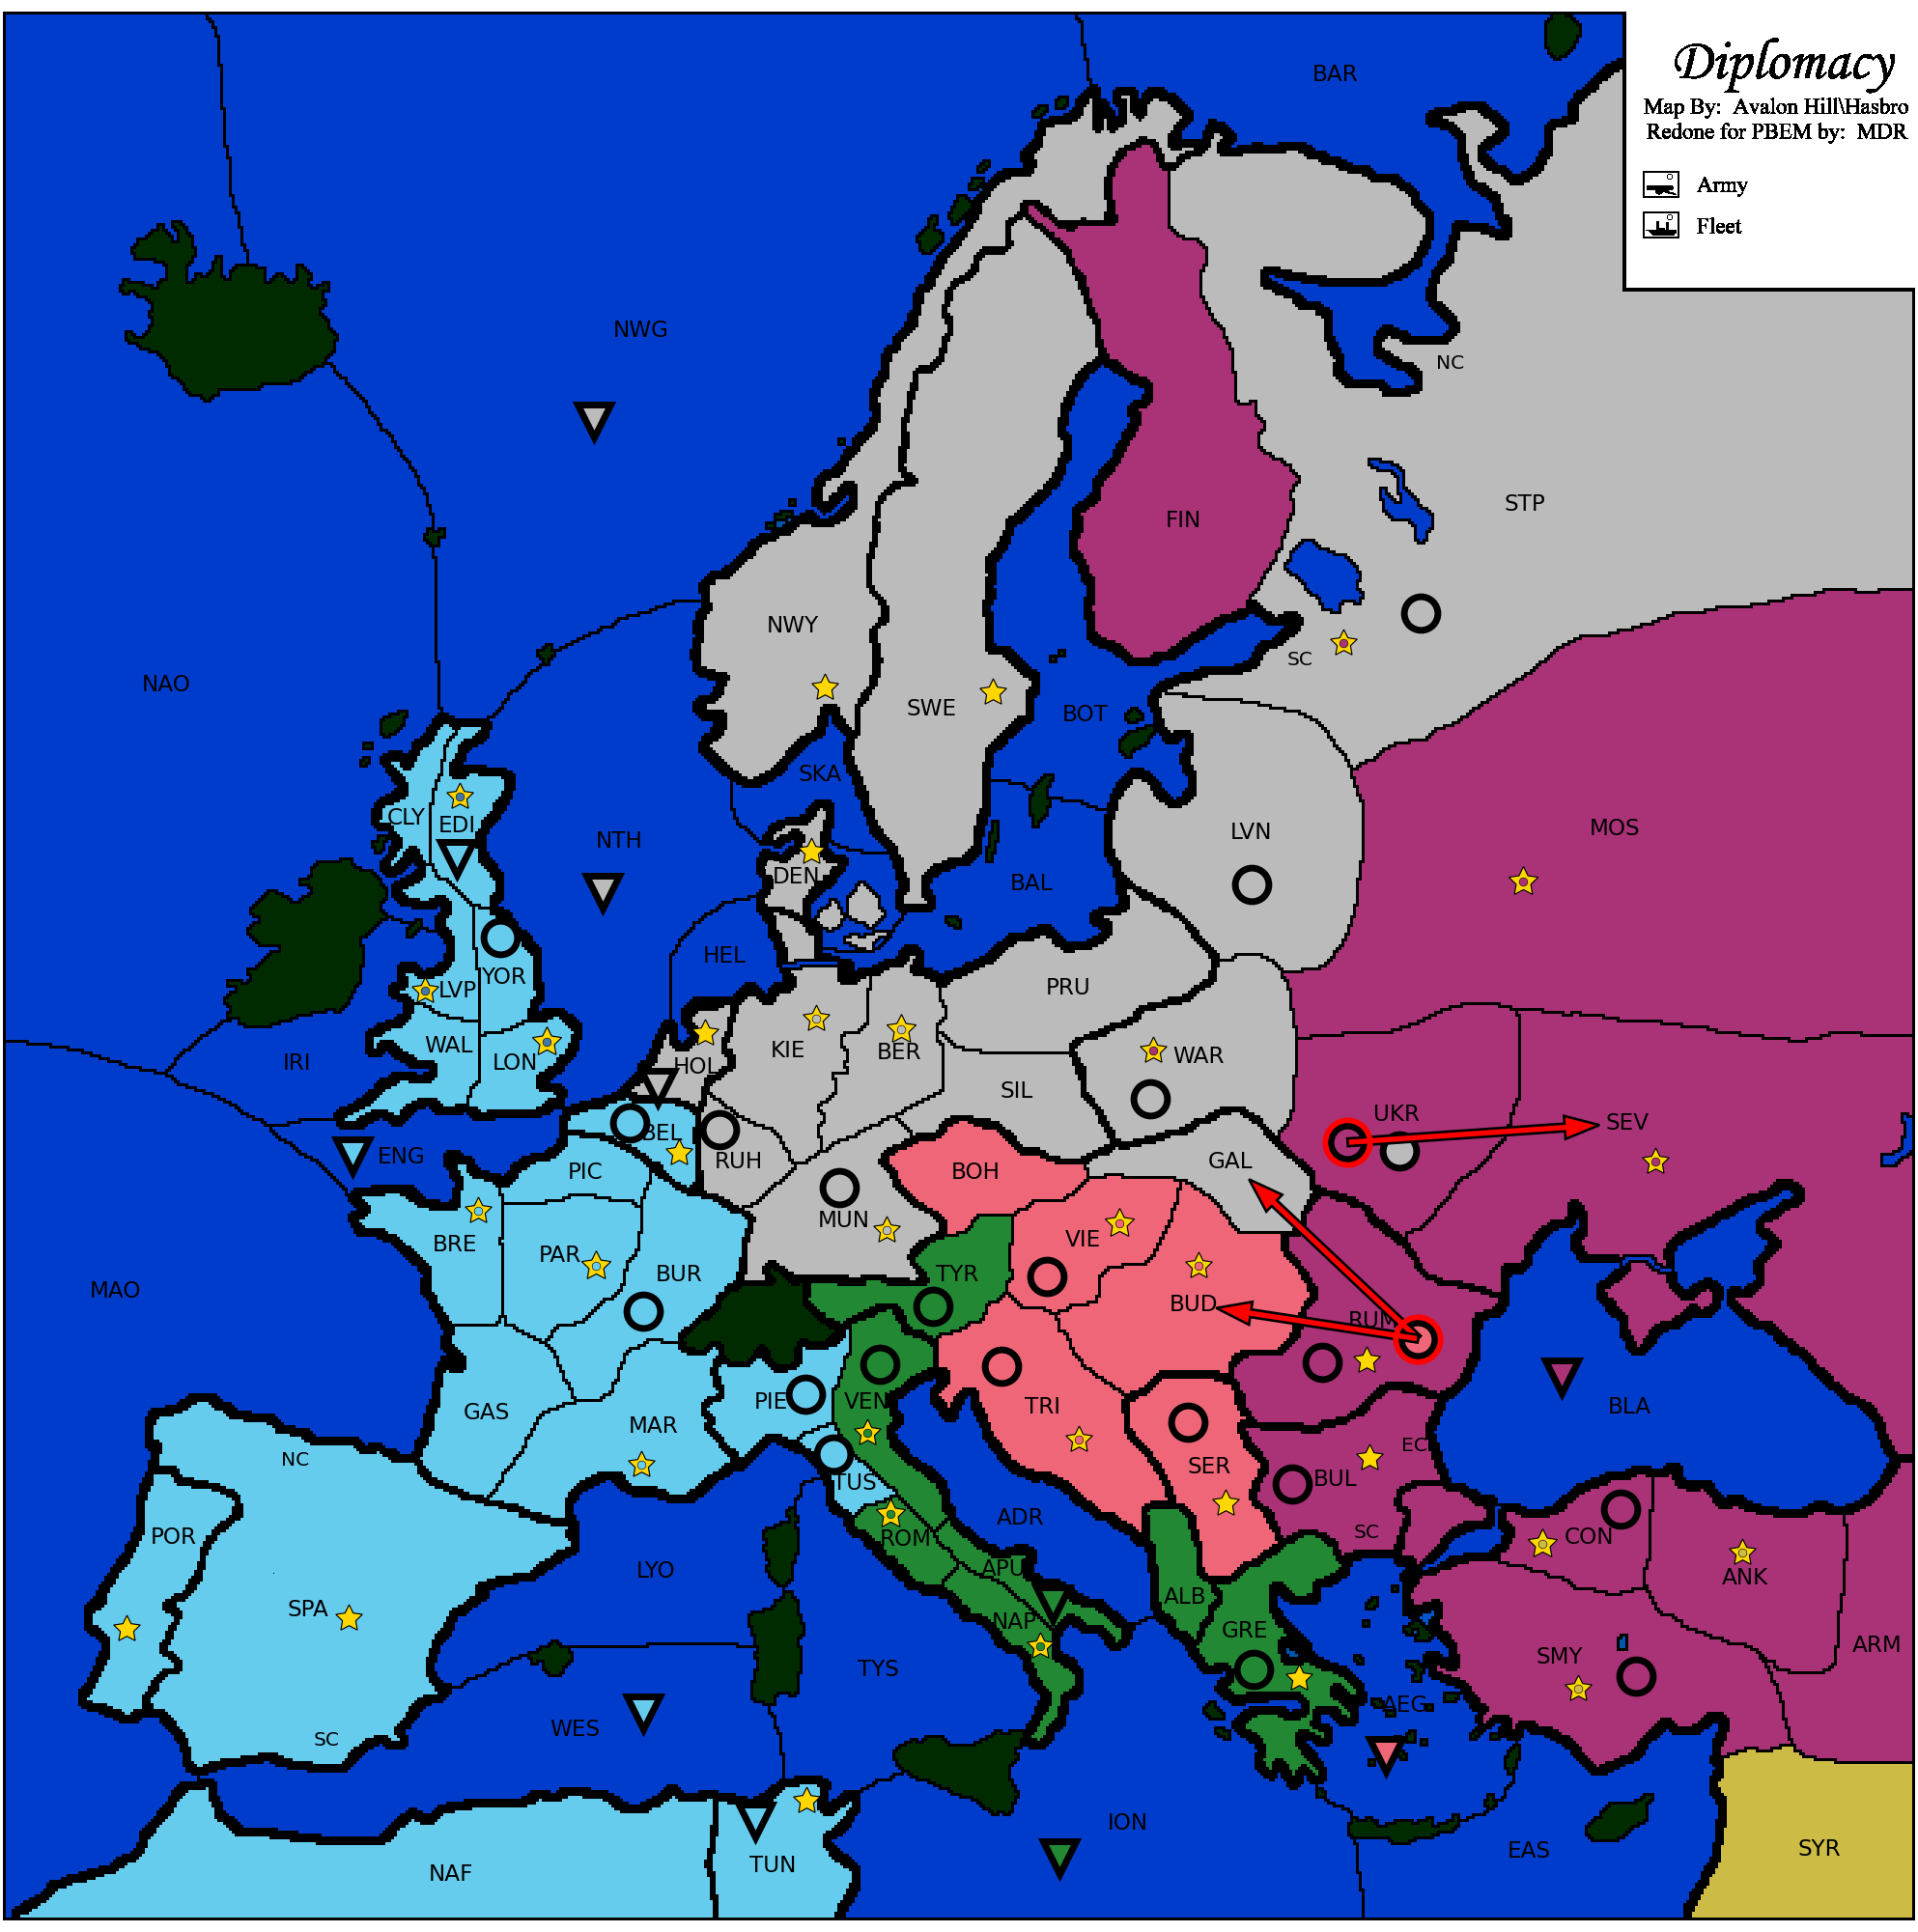 BAR
Diplomacy
Map By: Avalon Hill\Hasbro
Redone for PBEM by: MDR
Army
Fleet
NWG
NC
STP
FIN
NWY
SC
NAO
SWE
BOT
SKA
CLY
EDI
NTH
LVN
MOS
DEN
BAL
HEL
YOR
LVP
PRU
WAL
LON
IRI
KIE
BER
HOL
WAR
SIL
UKR
SEV
BEL
ENG
PIC
RUH
BOH
GAL
MUN
BRE
PAR
BUR
VIE
TYR
MAO
BUD
RUM
GAS
MAR
PIE
VEN
TRI
BLA
NC
EC
SER
BUL
TUS
POR
ROM
ADR
SC
CON
LYO
APU
ANK
SPA
NAP
ALB
GRE
ARM
TYS
SMY
AEG
WES
SC
ION
EAS
SYR
NAF
TUN